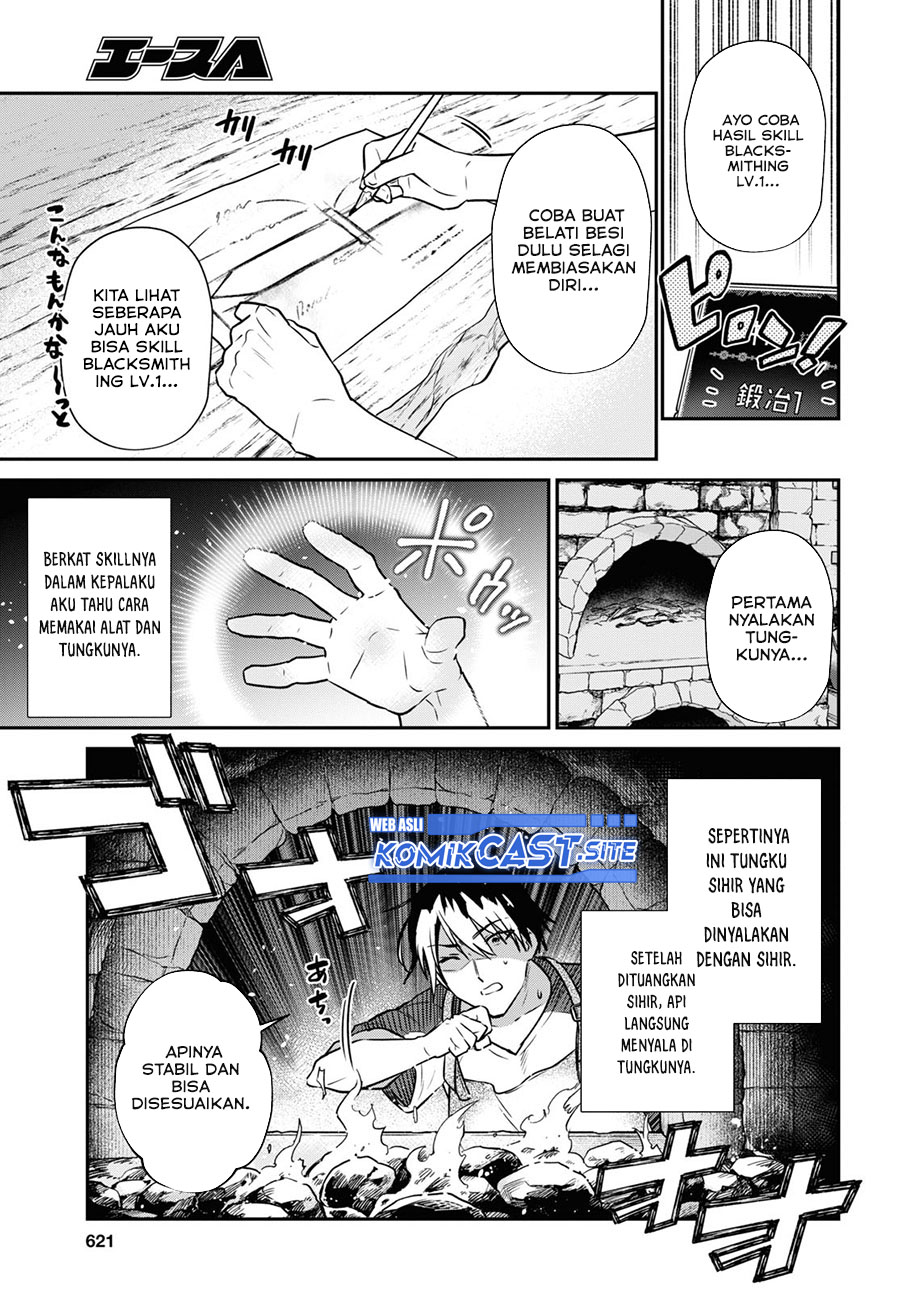 エースA
AYO COBA
HASIL SKILL
BLACKS-
MITHING
LV.1...
ピロン!!
鍛冶1
カリ
カリ
COBA BUAT
BELATI BESI
DULU SELAGI
MEMBIASAKAN
DIRI...
KITA LIHAT
SEBERAPA
JAUH AKU
BISA SKILL
BLACKSMITH
ING LV.1...
こんなもんかな〜っと
PERTAMA
NYALAKAN
TUNG-
KUNYA...
ポウッ
BERKAT SKILLNYA
DALAM KEPALAKU
AKU TAHU CARA
MEMAKAI ALAT DAN
TUNGKUNYA.
SEPERTINYA
INI TUNGKU
SIHIR YANG
BISA
DINYALAKAN
DENGAN SIHIR.
SETELAH
DITUANGKAN
SIHIR, API
LANGSUNG
MENYALA DI
TUNGKUNYA.
WEB ASLI
KOMIKCAST.SITE
あちっ
APINYA
STABIL DAN
BISA
DISESUAIKAN.
621